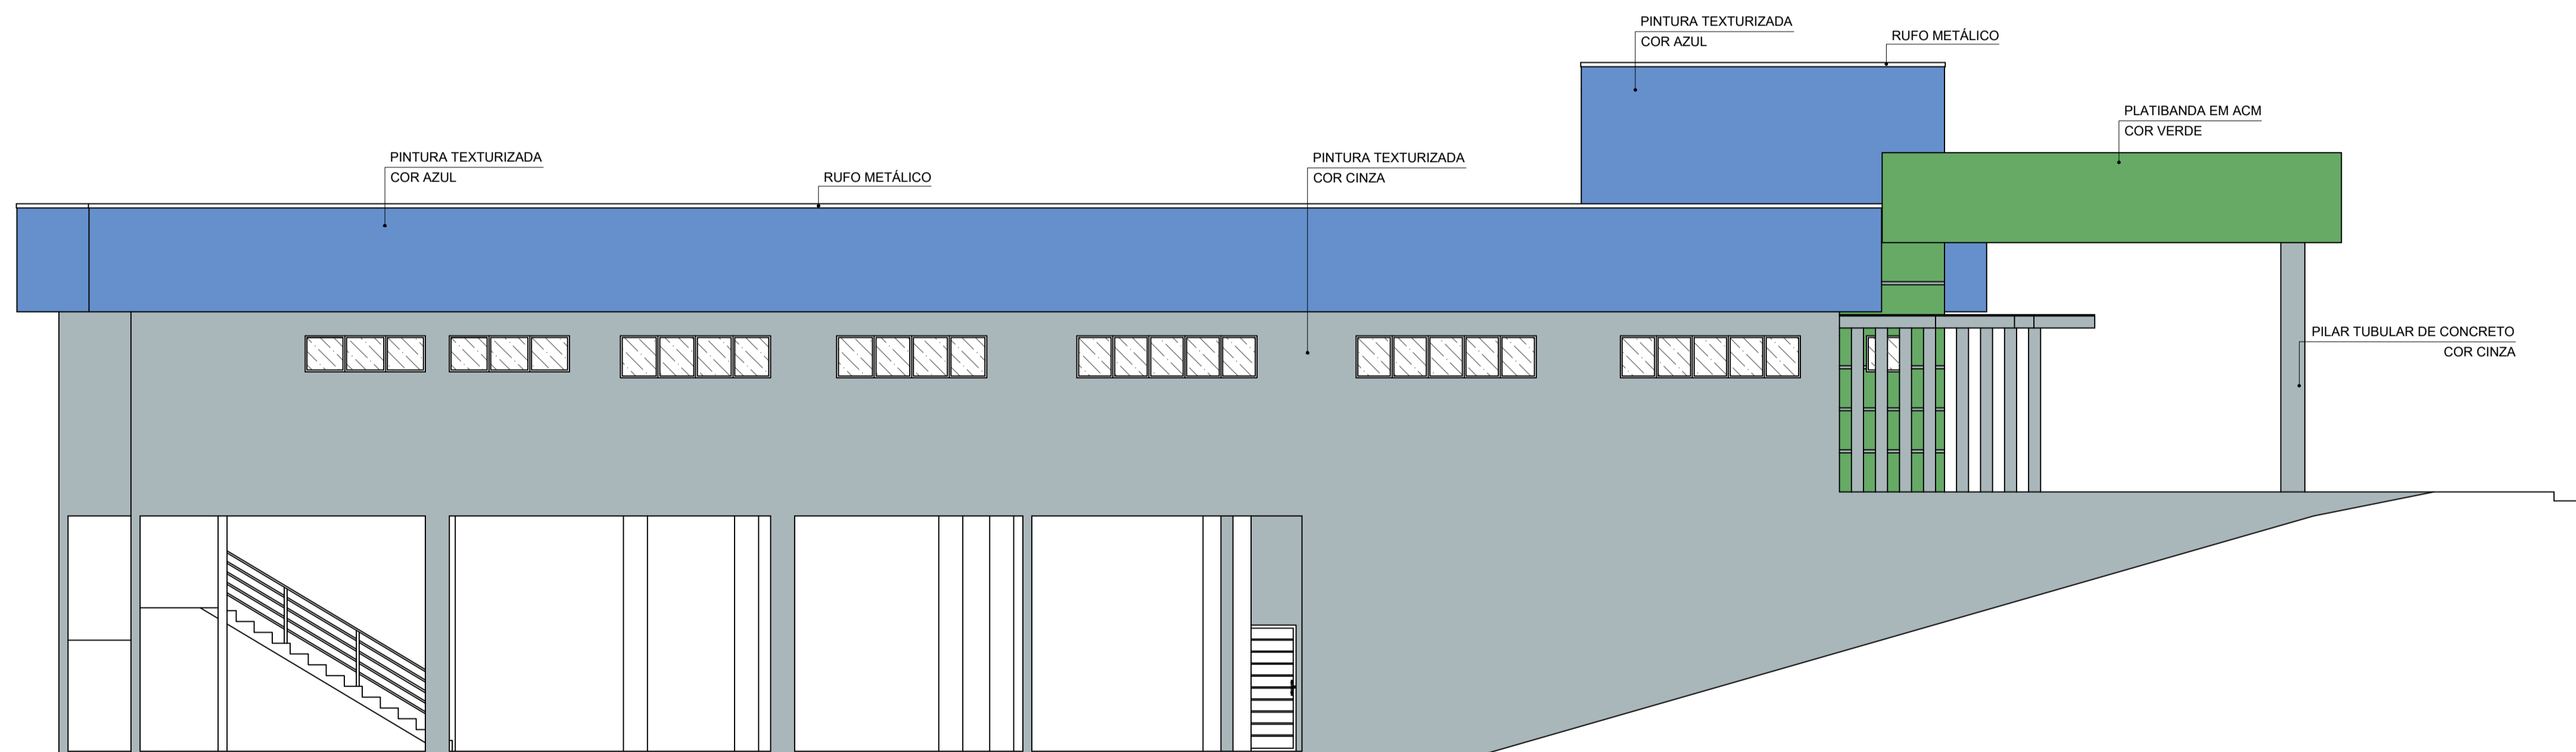 PINTURA TEXTURIZADA
COR AZUL
RUFO METÁLICO
PLATIBANDA EM ACM
COR VERDE
PINTURA TEXTURIZADA
COR AZUL
RUFO METÁLICO
PINTURA TEXTURIZADA
COR CINZA
PILAR TUBULAR DE CONCRETO
COR CINZA